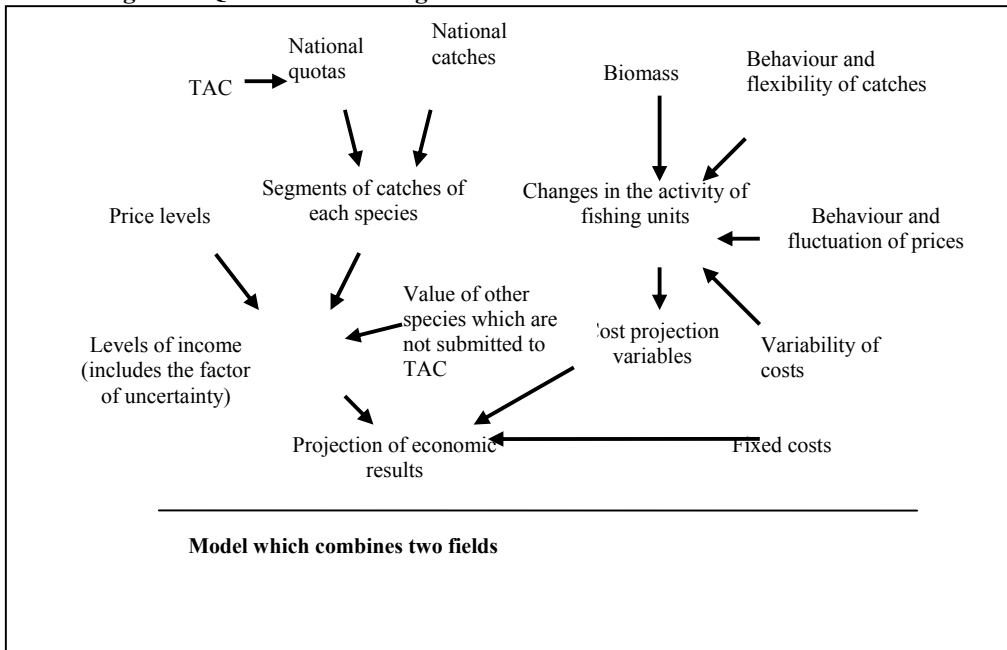 National
quotas
National
catches
TAC
Biomass
Behaviour and
flexibility of catches
Segments of catches of
each species
Changes in the activity of
fishing units
Price levels
Behaviour and
fluctuation of prices
Value of other
species which are
not submitted to
TAC
Levels of income
(includes the factor
of uncertainty)
Cost projection
variables
Variability of
costs
Projection of economic
results
Fixed costs
Model which combines two fields